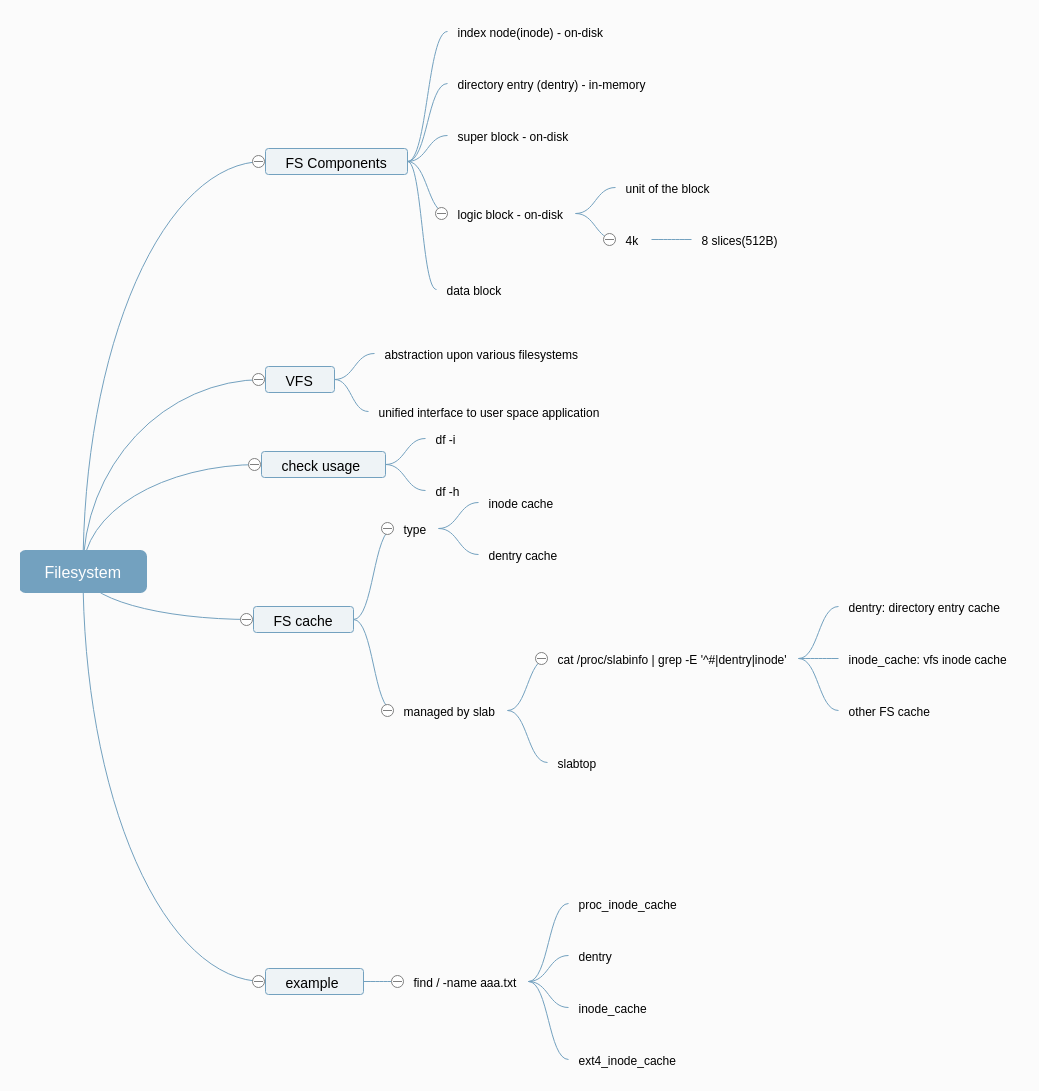 index node(inode) - on-disk
directory entry (dentry) - in-memory
super block - on-disk
FS Components
unit of the block
logic block - on-disk
4k
8 slices(512B)
data block
abstraction upon various filesystems
VFS
unified interface to user space application
df -i
check usage
df -h
inode cache
type
dentry cache
Filesystem
FS cache
dentry: directory entry cache
cat /proc/slabinfo | grep -E '^#|dentry|inode'
inode_cache: vfs inode cache
managed by slab
other FS cache
slabtop
proc_inode_cache
dentry
example
find / -name aaa.txt
inode_cache
ext4_inode_cache